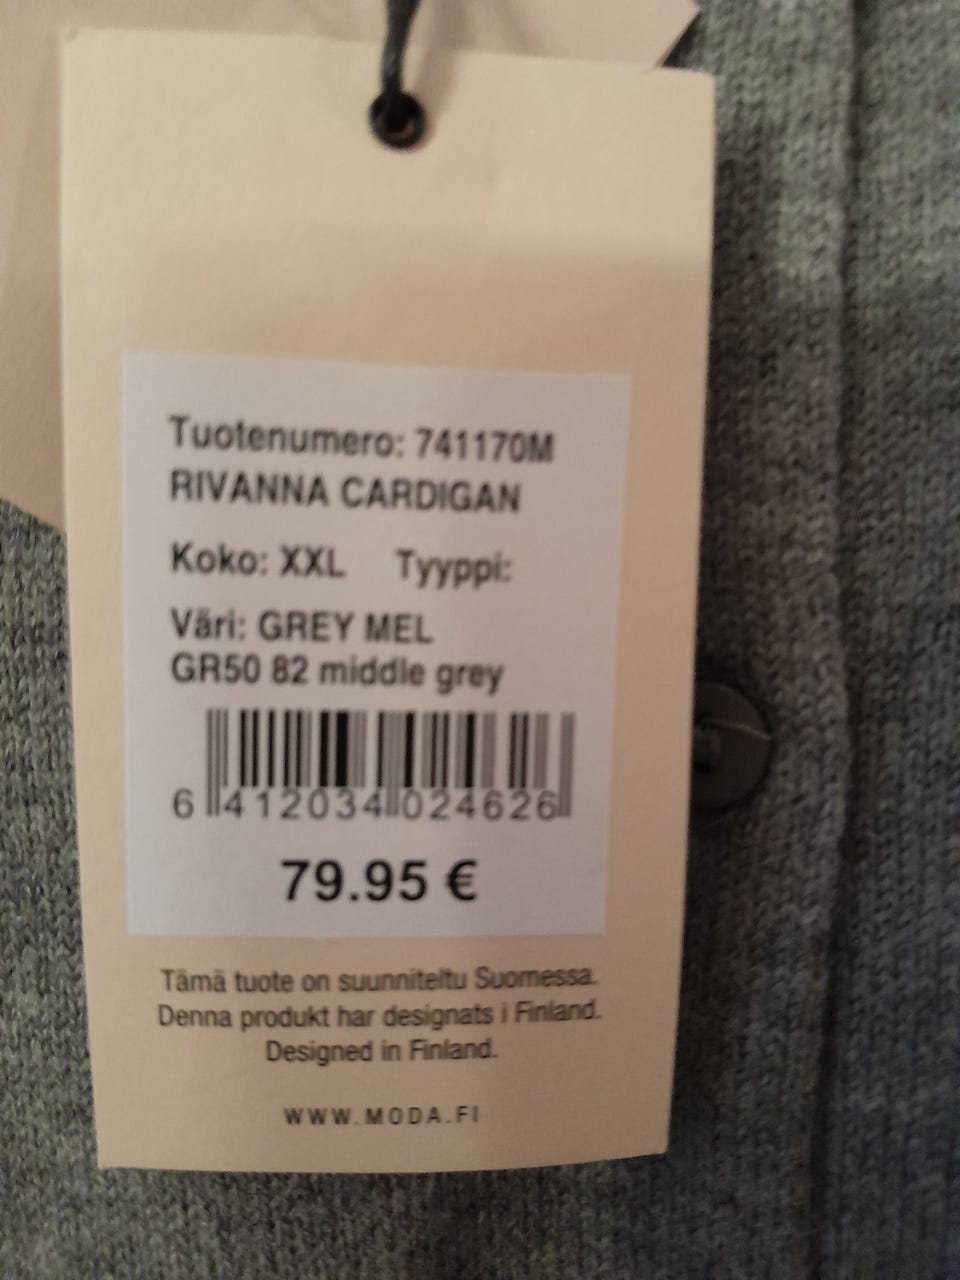 Tuotenumero: 741170M
RIVANNA CARDIGAN
Koko: XXL Tyyppi:
Väri: GREY MEL
GR50 82 middle grey
6 412034 024626
79.95 €
Tämä tuote on suunniteltu Suomessa.
Denna produkt har designats i Finland.
Designed in Finland.
WWW.MODA.FI